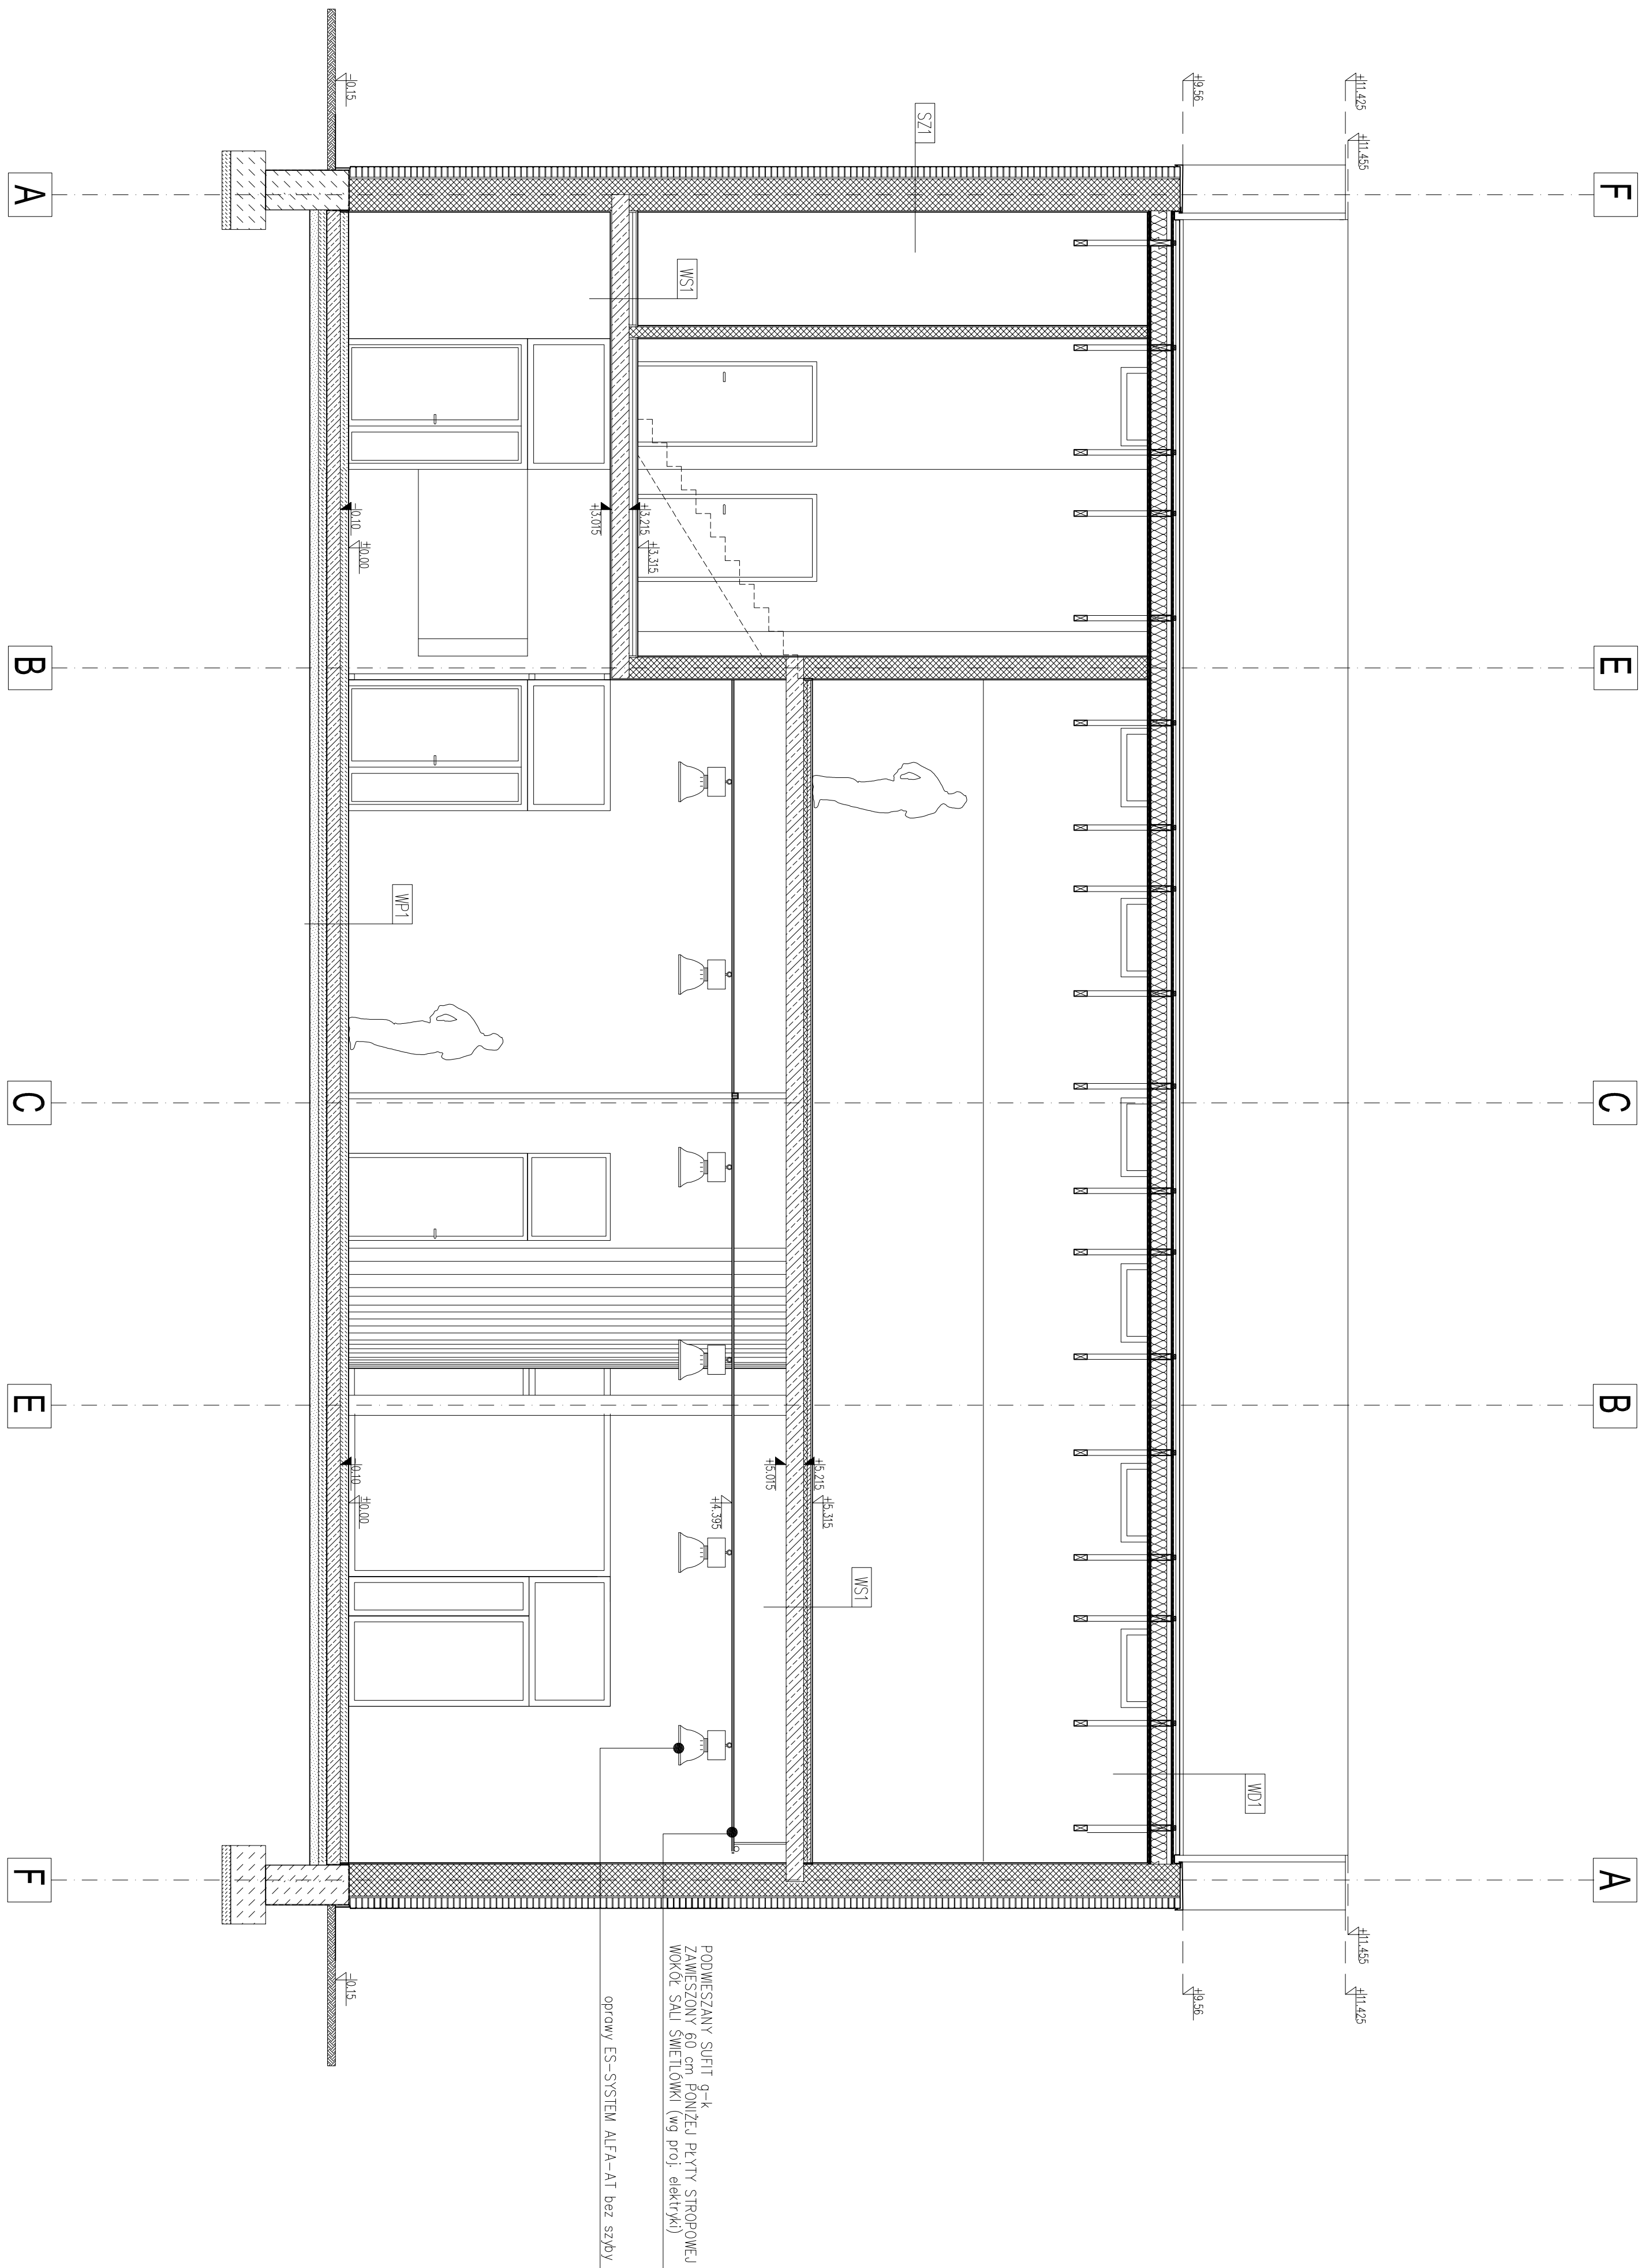 F
E
C
B
A
+11.425
+11.455
+11.455
+11.425
+9.56
+9.56
WD1
SZ1
WS1
+5.215
+5.315
+5.015
+4.395
PODWIESZANY SUFIT g-k
ZAWIESZONY 60 cm PONIŻEJ PŁYTY STROPOWEJ
WOKÓŁ SALI ŚWIETLÓWKI (wg proj. elektryki)
WS1
+3.215
+3.315
+3.015
oprawy ES-SYSTEM ALFA-AT bez szyby
WP1
-0.15
-0.10
±0.00
-0.10
±0.00
-0.15
A
B
C
E
F